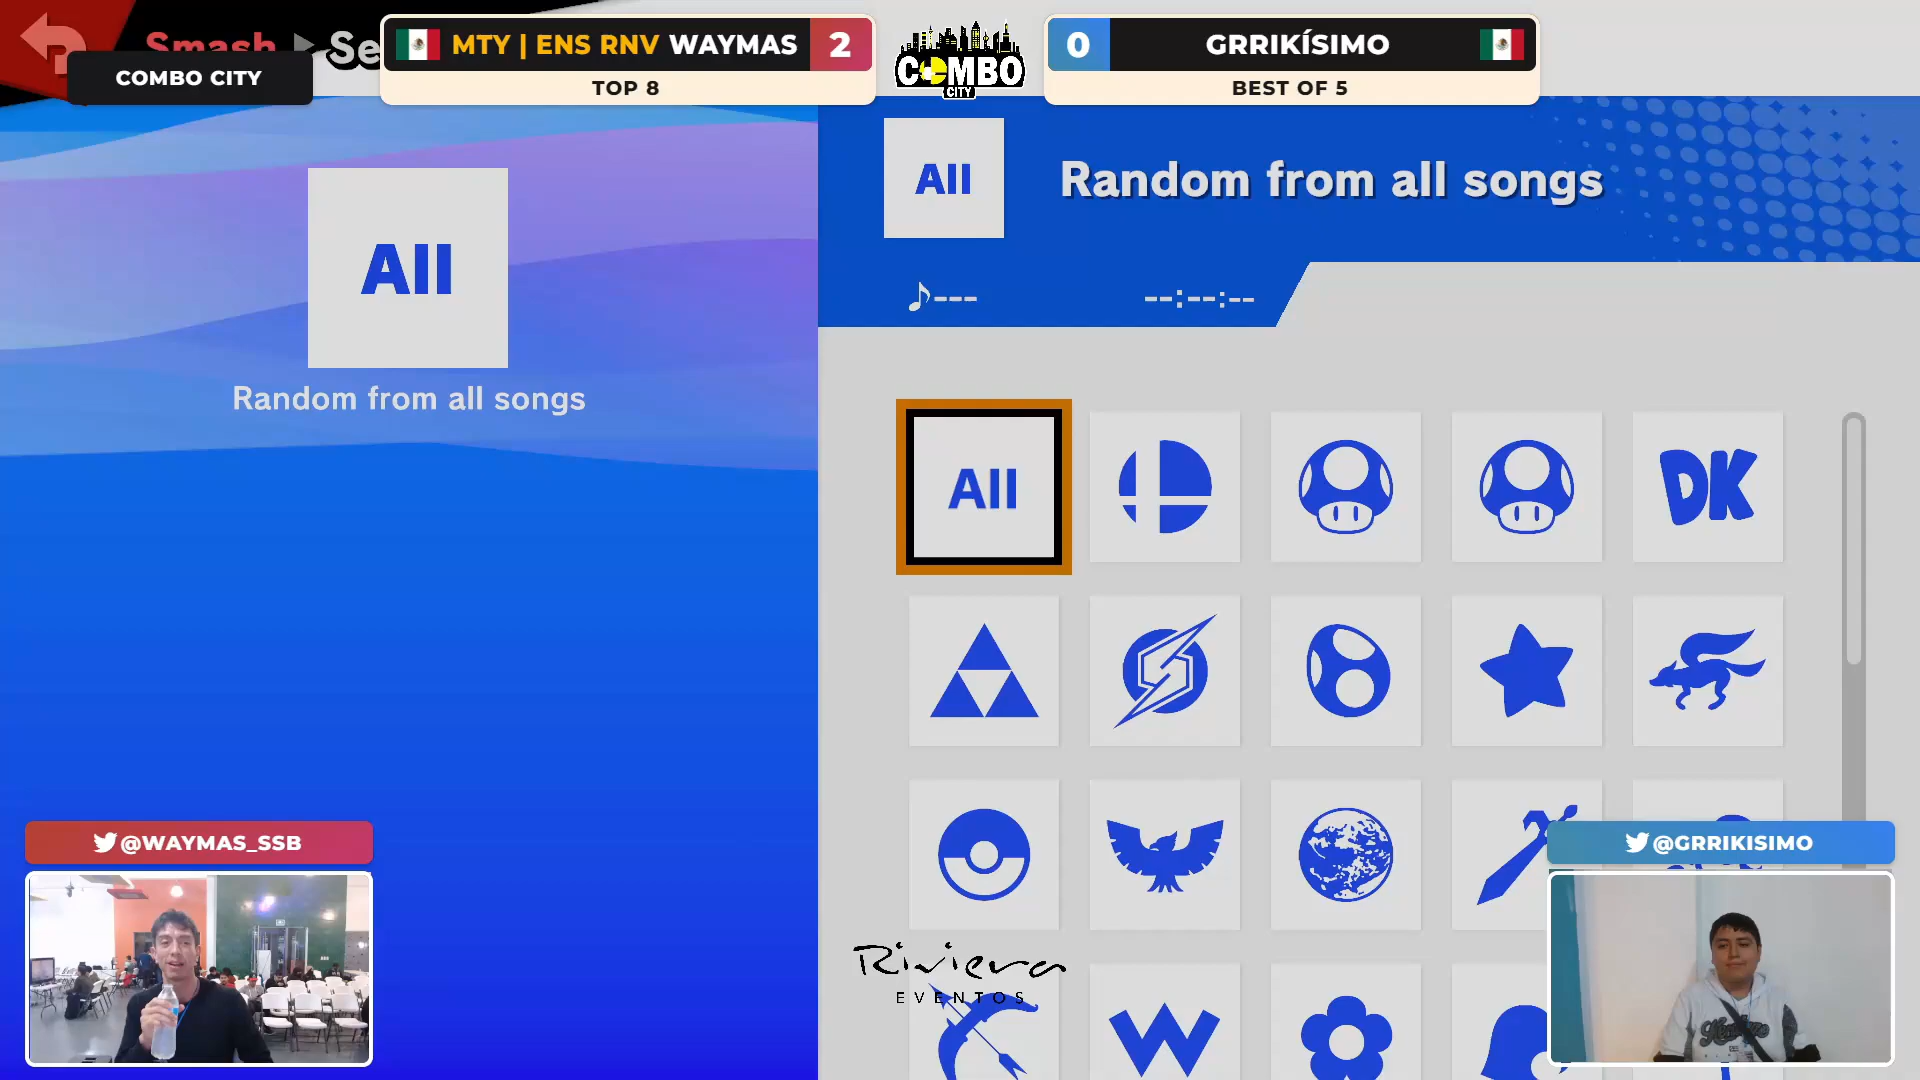 Smash ▶ Se
COMBO CITY
MTY | ENS RNV WAYMAS 2
TOP 8
COMBO
CITY
0 GRRIKÍSIMO
BEST OF 5
All
Random from all songs
♪--- --:--:--
All
Random from all songs
All
DK
@WAYMAS_SSB
@GRRIKISIMO
Riviera
EVENTOS